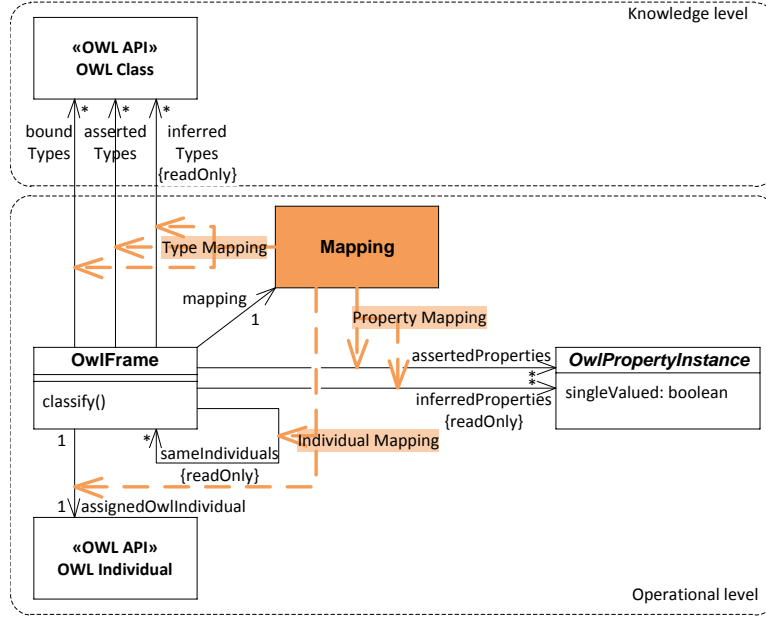 Knowledge level
«OWL API»
OWL Class
* * *
bound asserted inferred
Types Types Types
{readOnly}
Type Mapping
Mapping
mapping
1
Property Mapping
OwlFrame
classify()
assertedProperties
*
*
inferredProperties
{readOnly}
OwlPropertyInstance
singleValued: boolean
*
sameIndividuals
{readOnly}
Individual Mapping
1
1 assignedOwlIndividual
«OWL API»
OWL Individual
Operational level